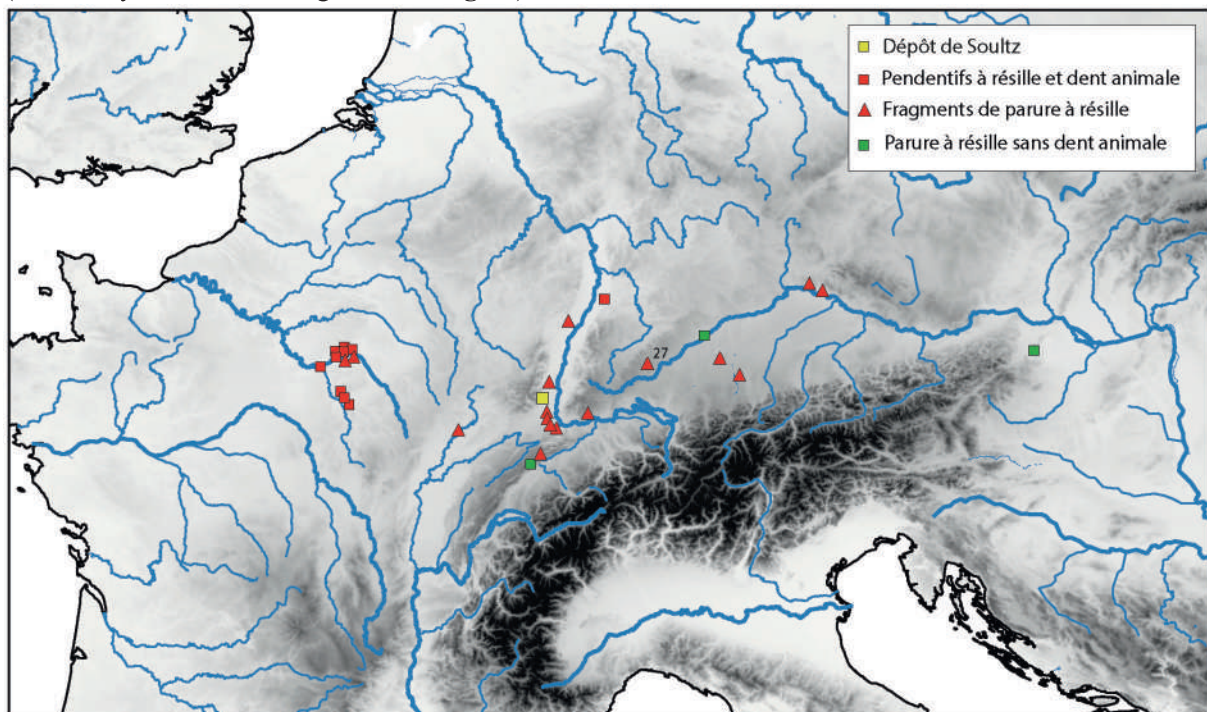 Dépôt de Soultz
Pendentifs à résille et dent animale
Fragments de parure à résille
Parure à résille sans dent animale
27